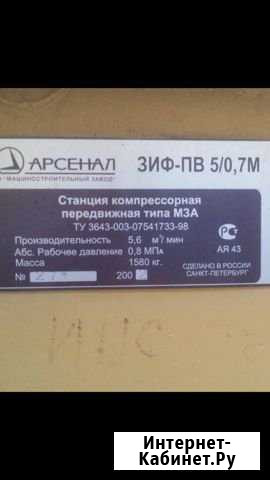 АРСЕНАЛ
МАШИНОСТРОИТЕЛЬНЫЙ ЗАВОД
ЗИФ-ПВ 5/0,7М
Станция компрессорная
передвижная типа МЗА
ТУ 3643-003-07541733-98
Производительность 5,6 м³/мин
Абс. Рабочее давление 0,8 МПа
Масса 1580 кг.
№ 200
АЯ 43
СДЕЛАНО В РОССИИ
САНКТ-ПЕТЕРБУРГ
Интернет-
Кабинет.Ру